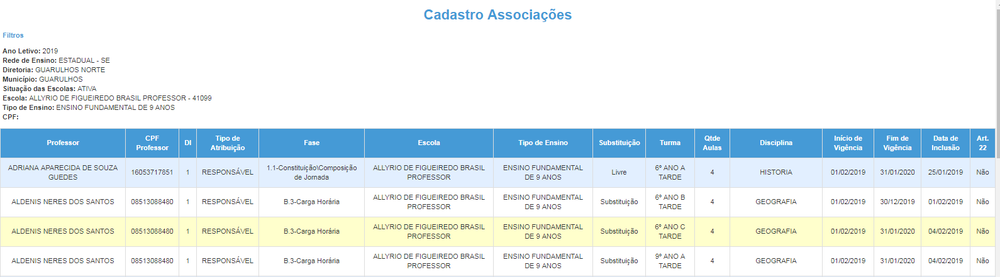 Cadastro Associações
Filtros
Ano Letivo: 2019
Rede de Ensino: ESTADUAL - SE
Diretoria: GUARULHOS NORTE
Município: GUARULHOS
Situação das Escolas: ATIVA
Escola: ALLYRIO DE FIGUEIREDO BRASIL PROFESSOR - 41099
Tipo de Ensino: ENSINO FUNDAMENTAL DE 9 ANOS
CPF:
Professor CPF Professor DI Tipo de Atribuição Fase Escola Tipo de Ensino Substituição Turma Qtde Aulas Disciplina Início de Vigência Fim de Vigência Data de Inclusão Art. 22
ADRIANA APARECIDA DE SOUZA GUEDES 16053717851 1 RESPONSÁVEL 1.1-Constituição\Composição de Jornada ALLYRIO DE FIGUEIREDO BRASIL PROFESSOR ENSINO FUNDAMENTAL DE 9 ANOS Livre 6º ANO A TARDE 4 HISTORIA 01/02/2019 31/01/2020 25/01/2019 Não
ALDENIS NERES DOS SANTOS 08513088480 1 RESPONSÁVEL B.3-Carga Horária ALLYRIO DE FIGUEIREDO BRASIL PROFESSOR ENSINO FUNDAMENTAL DE 9 ANOS Substituição 6º ANO B TARDE 4 GEOGRAFIA 01/02/2019 30/12/2019 01/02/2019 Não
ALDENIS NERES DOS SANTOS 08513088480 1 RESPONSÁVEL B.3-Carga Horária ALLYRIO DE FIGUEIREDO BRASIL PROFESSOR ENSINO FUNDAMENTAL DE 9 ANOS Substituição 6º ANO C TARDE 4 GEOGRAFIA 01/02/2019 31/01/2020 04/02/2019 Não
ALDENIS NERES DOS SANTOS 08513088480 1 RESPONSÁVEL B.3-Carga Horária ALLYRIO DE FIGUEIREDO BRASIL PROFESSOR ENSINO FUNDAMENTAL DE 9 ANOS Substituição 9º ANO A TARDE 4 GEOGRAFIA 01/02/2019 31/01/2020 04/02/2019 Não